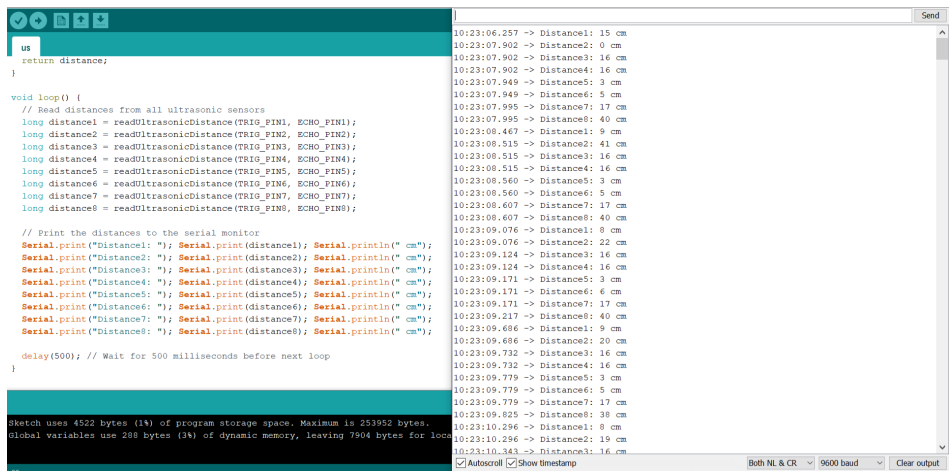 Send
us
return distance;
}
void loop() {
// Read distances from all ultrasonic sensors
long distance1 = readUltrasonicDistance(TRIG_PIN1, ECHO_PIN1);
long distance2 = readUltrasonicDistance(TRIG_PIN2, ECHO_PIN2);
long distance3 = readUltrasonicDistance(TRIG_PIN3, ECHO_PIN3);
long distance4 = readUltrasonicDistance(TRIG_PIN4, ECHO_PIN4);
long distance5 = readUltrasonicDistance(TRIG_PIN5, ECHO_PIN5);
long distance6 = readUltrasonicDistance(TRIG_PIN6, ECHO_PIN6);
long distance7 = readUltrasonicDistance(TRIG_PIN7, ECHO_PIN7);
long distance8 = readUltrasonicDistance(TRIG_PIN8, ECHO_PIN8);
// Print the distances to the serial monitor
Serial.print("Distance1: "); Serial.print(distance1); Serial.println(" cm");
Serial.print("Distance2: "); Serial.print(distance2); Serial.println(" cm");
Serial.print("Distance3: "); Serial.print(distance3); Serial.println(" cm");
Serial.print("Distance4: "); Serial.print(distance4); Serial.println(" cm");
Serial.print("Distance5: "); Serial.print(distance5); Serial.println(" cm");
Serial.print("Distance6: "); Serial.print(distance6); Serial.println(" cm");
Serial.print("Distance7: "); Serial.print(distance7); Serial.println(" cm");
Serial.print("Distance8: "); Serial.print(distance8); Serial.println(" cm");
delay(500); // Wait for 500 milliseconds before next loop
}
Sketch uses 4522 bytes (1%) of program storage space. Maximum is 253952 bytes.
Global variables use 288 bytes (3%) of dynamic memory, leaving 7904 bytes for loca
10:23:06.257 -> Distance1: 15 cm
10:23:07.902 -> Distance2: 0 cm
10:23:07.902 -> Distance3: 16 cm
10:23:07.902 -> Distance4: 16 cm
10:23:07.949 -> Distance5: 3 cm
10:23:07.949 -> Distance6: 5 cm
10:23:07.995 -> Distance7: 17 cm
10:23:07.995 -> Distance8: 40 cm
10:23:08.467 -> Distance1: 9 cm
10:23:08.515 -> Distance2: 41 cm
10:23:08.515 -> Distance3: 16 cm
10:23:08.515 -> Distance4: 16 cm
10:23:08.560 -> Distance5: 3 cm
10:23:08.560 -> Distance6: 5 cm
10:23:08.607 -> Distance7: 17 cm
10:23:08.607 -> Distance8: 40 cm
10:23:09.076 -> Distance1: 8 cm
10:23:09.076 -> Distance2: 22 cm
10:23:09.124 -> Distance3: 16 cm
10:23:09.124 -> Distance4: 16 cm
10:23:09.171 -> Distance5: 3 cm
10:23:09.171 -> Distance6: 6 cm
10:23:09.171 -> Distance7: 17 cm
10:23:09.217 -> Distance8: 40 cm
10:23:09.686 -> Distance1: 9 cm
10:23:09.686 -> Distance2: 20 cm
10:23:09.732 -> Distance3: 16 cm
10:23:09.732 -> Distance4: 16 cm
10:23:09.779 -> Distance5: 3 cm
10:23:09.779 -> Distance6: 5 cm
10:23:09.779 -> Distance7: 17 cm
10:23:09.825 -> Distance8: 38 cm
10:23:10.296 -> Distance1: 8 cm
10:23:10.296 -> Distance2: 19 cm
10:23:10.343 -> Distance3: 16 cm
Autoscroll Show timestamp Both NL & CR 9600 baud Clear output